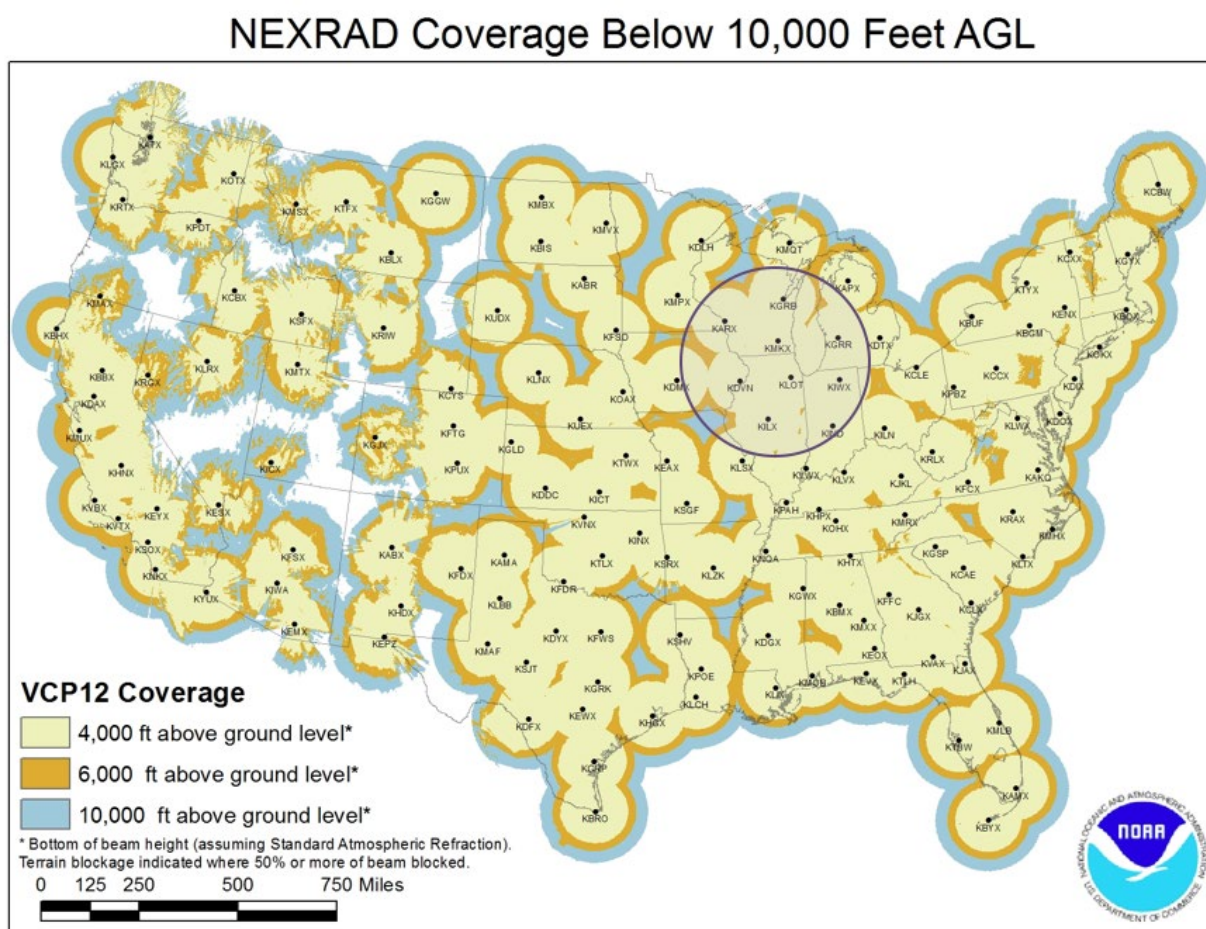 NEXRAD Coverage Below 10,000 Feet AGL
KATX
KLGX
KOTX
KRTX
KPDT
KMSX
KTFX
KGGW
KBLX
KMBX
KMVX
KBIS
KDLH
KMQT
KCBW
KCXX
KGYX
KABR
KMPX
KAPX
KTYX
KCBX
KMAX
KGRB
KBUF
KENX
KBOX
KSFX
KUDX
KARX
KBGM
KBHX
KRIW
KFSD
KMKX
KGRR
KDTX
KOKX
KLRX
KMTX
KBBX
KRGX
KLNX
KDMX
KDVN
KLOT
KIWX
KCLE
KCCX
KDIX
KPBZ
KDAX
KCYS
KOAX
KMUX
KFTG
KUEX
KILX
KIND
KILN
KLWX
KDOX
KGJX
KGLD
KRLX
KHNX
KICX
KPUX
KTWX
KEAX
KLSX
KVWX
KLVX
KJKL
KFCX
KAKQ
KVBX
KEYX
KESX
KDDC
KICT
KSGF
KPAH
KHPX
KOHX
KMRX
KRAX
KMHX
KVTX
KVNX
KINX
KSOX
KFSX
KABX
KAMA
KTLX
KSRX
KNQA
KHTX
KGSP
KLTX
KNKX
KFDX
KFDR
KLZK
KCAE
KYUX
KIWA
KLBB
KGWX
KBMX
KFFC
KJGX
KCLX
KEMX
KHDX
KEPZ
KMAF
KDYX
KFWS
KSHV
KDGX
KMXX
KEOX
KVAX
KJAX
KSJT
KPOE
KGRK
KLCH
KLIX
KMOB
KEVX
KTLH
KDFX
KEWX
KHGX
KMLB
KTBW
KCRP
KAMX
KBRO
KBYX
VCP12 Coverage
4,000 ft above ground level*
6,000 ft above ground level*
10,000 ft above ground level*
* Bottom of beam height (assuming Standard Atmospheric Refraction).
Terrain blockage indicated where 50% or more of beam blocked.
0 125 250 500 750 Miles
NATIONAL OCEANIC AND ATMOSPHERIC ADMINISTRATION
NOAA
U.S. DEPARTMENT OF COMMERCE